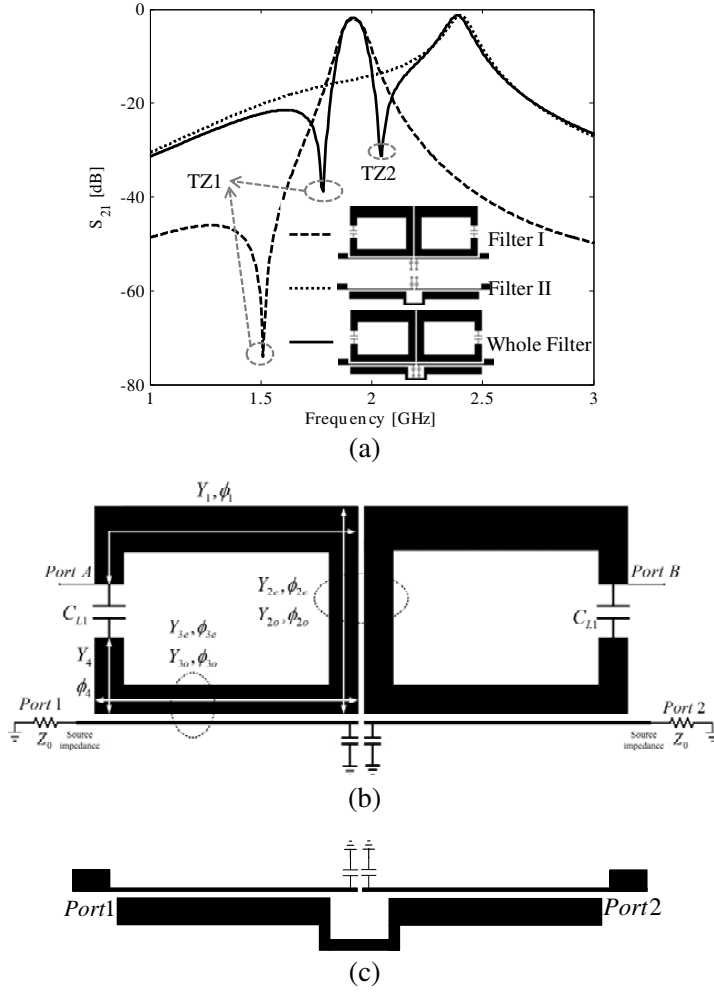 0
-20
-40
-60
-80
S21 [dB]
TZ1
TZ2
Filter I
Filter II
Whole Filter
1
1.5
2
2.5
3
Frequency [GHz]
(a)
Y1, ϕ1
Port A
Port B
Y2e, ϕ2e
Y2o, ϕ2o
CL1
CL1
Y3e, ϕ3e
Y3o, ϕ3o
Y4
ϕ4
Port 1
Port 2
Z0
Source impedance
Source impedance
Z0
(b)
Port1
Port2
(c)